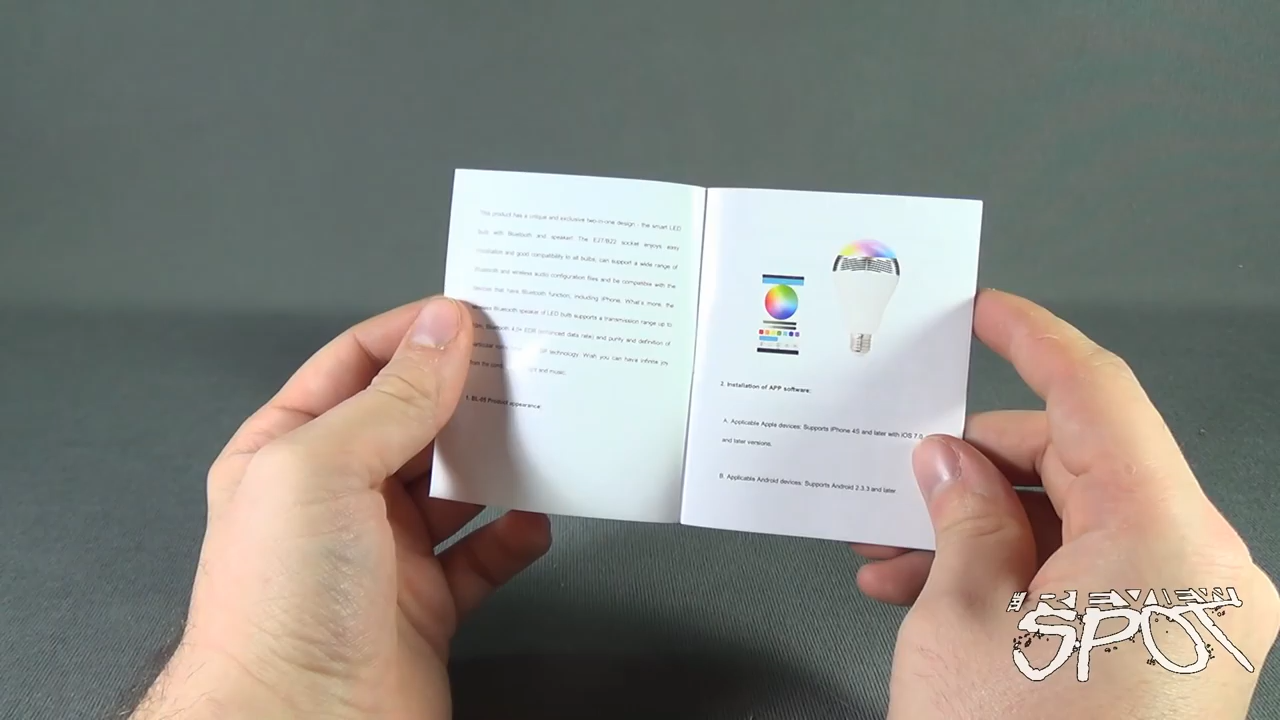 This product has a unique and exclusive two-in-one design : the smart LED
bulb with Bluetooth and speaker! The E27/B22 socket enjoys easy
installation and good compatibility to all bulbs, can support a wide range of
Bluetooth and wireless audio configuration files and be compatible with the
devices that have Bluetooth function, including iPhone. What's more, the
Bluetooth speaker of LED bulb supports a transmission range up to
Bluetooth 4.0+ EDR (enhanced data rate) and purity and definition of
technology. Wish you can have infinite joy
from the and music.
1. BL-05 Product appearance:
2. Installation of APP software:
A. Applicable Apple devices: Supports iPhone 4S and later with iOS 7.0
and later versions.
B. Applicable Android devices: Supports Android 2.3.3 and later
THE REVIEW
SPOT